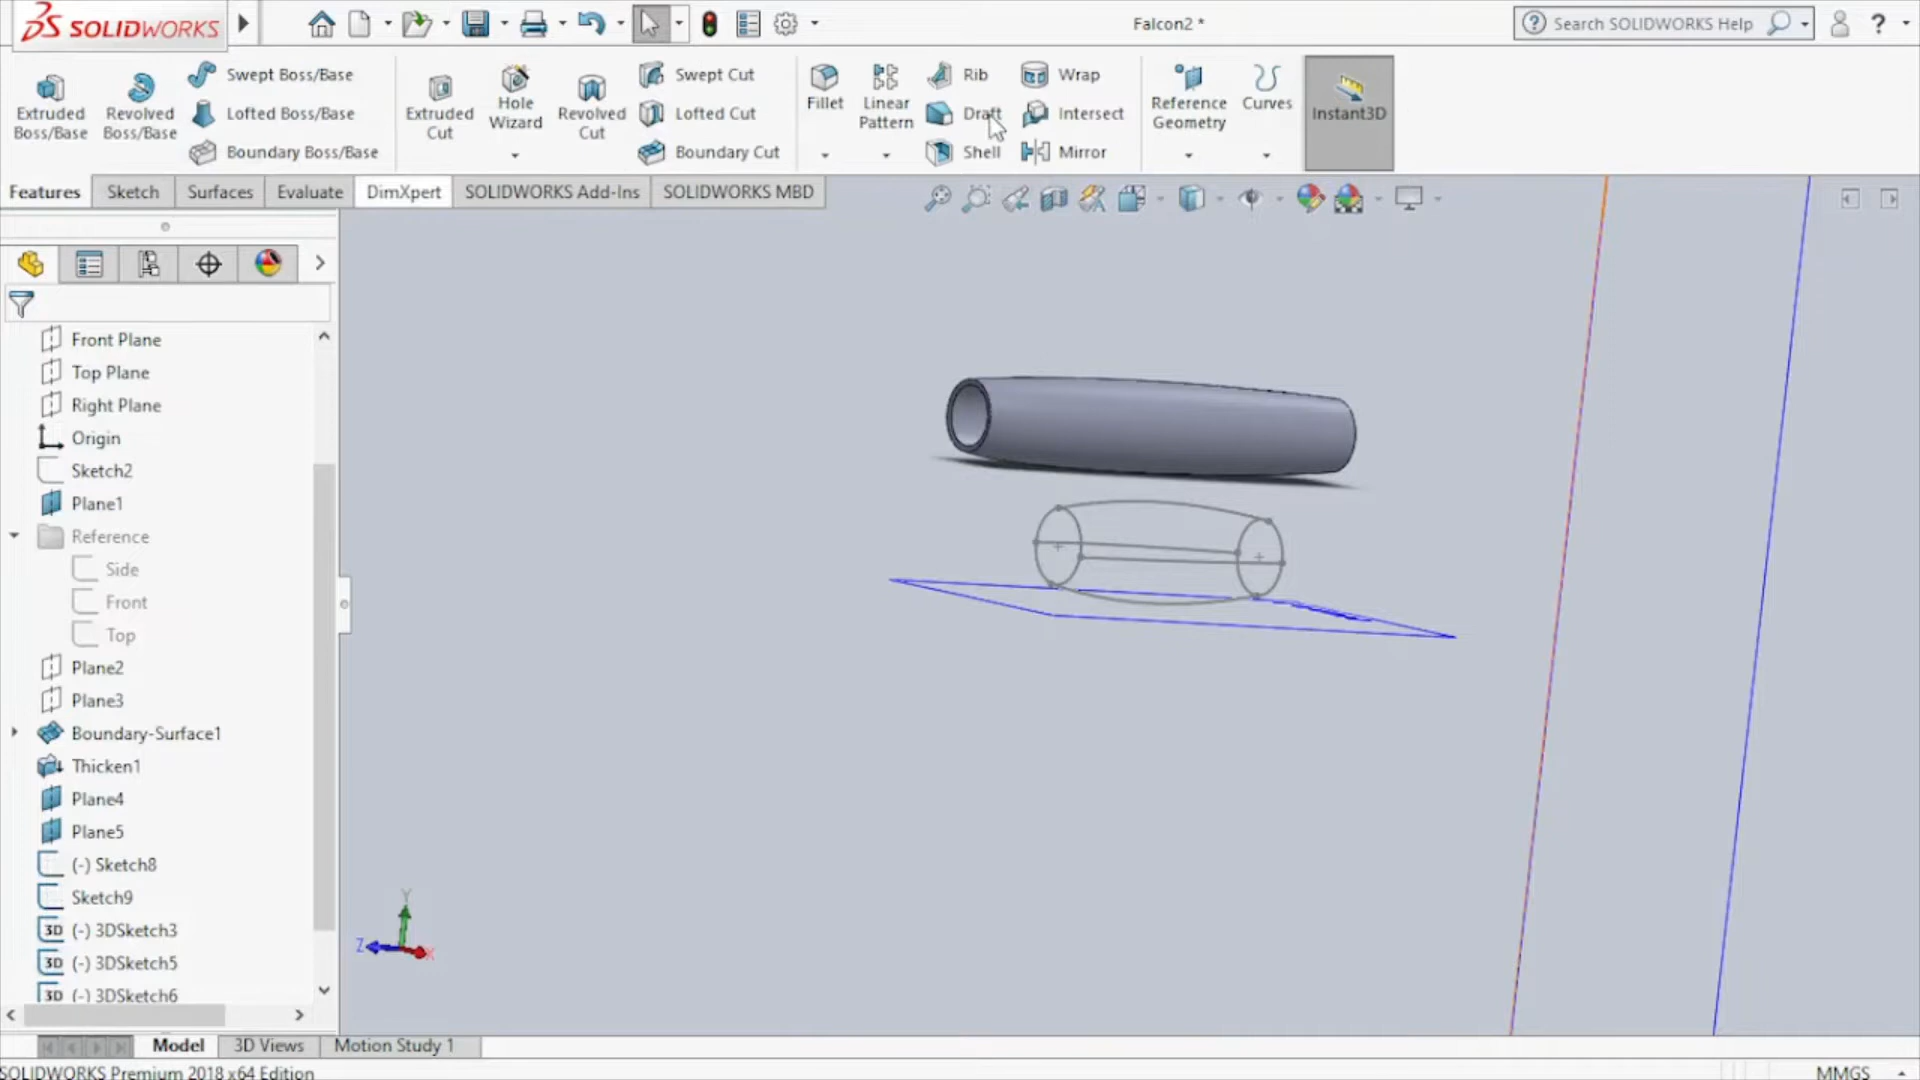 SOLIDWORKS
Falcon2 *
Search SOLIDWORKS Help
?
Extruded Boss/Base
Revolved Boss/Base
Swept Boss/Base
Lofted Boss/Base
Boundary Boss/Base
Extruded Cut
Hole Wizard
Revolved Cut
Swept Cut
Lofted Cut
Boundary Cut
Fillet
Linear Pattern
Rib
Draft
Shell
Wrap
Intersect
Mirror
Reference Geometry
Curves
Instant3D
Features
Sketch
Surfaces
Evaluate
DimXpert
SOLIDWORKS Add-Ins
SOLIDWORKS MBD
Front Plane
Top Plane
Right Plane
Origin
Sketch2
Plane1
Reference
Side
Front
Top
Plane2
Plane3
Boundary-Surface1
Thicken1
Plane4
Plane5
(-) Sketch8
Sketch9
3D (-) 3DSketch3
3D (-) 3DSketch5
3D (-) 3DSketch6
Y
Z
X
Model
3D Views
Motion Study 1
SOLIDWORKS Premium 2018 x64 Edition
MMGS